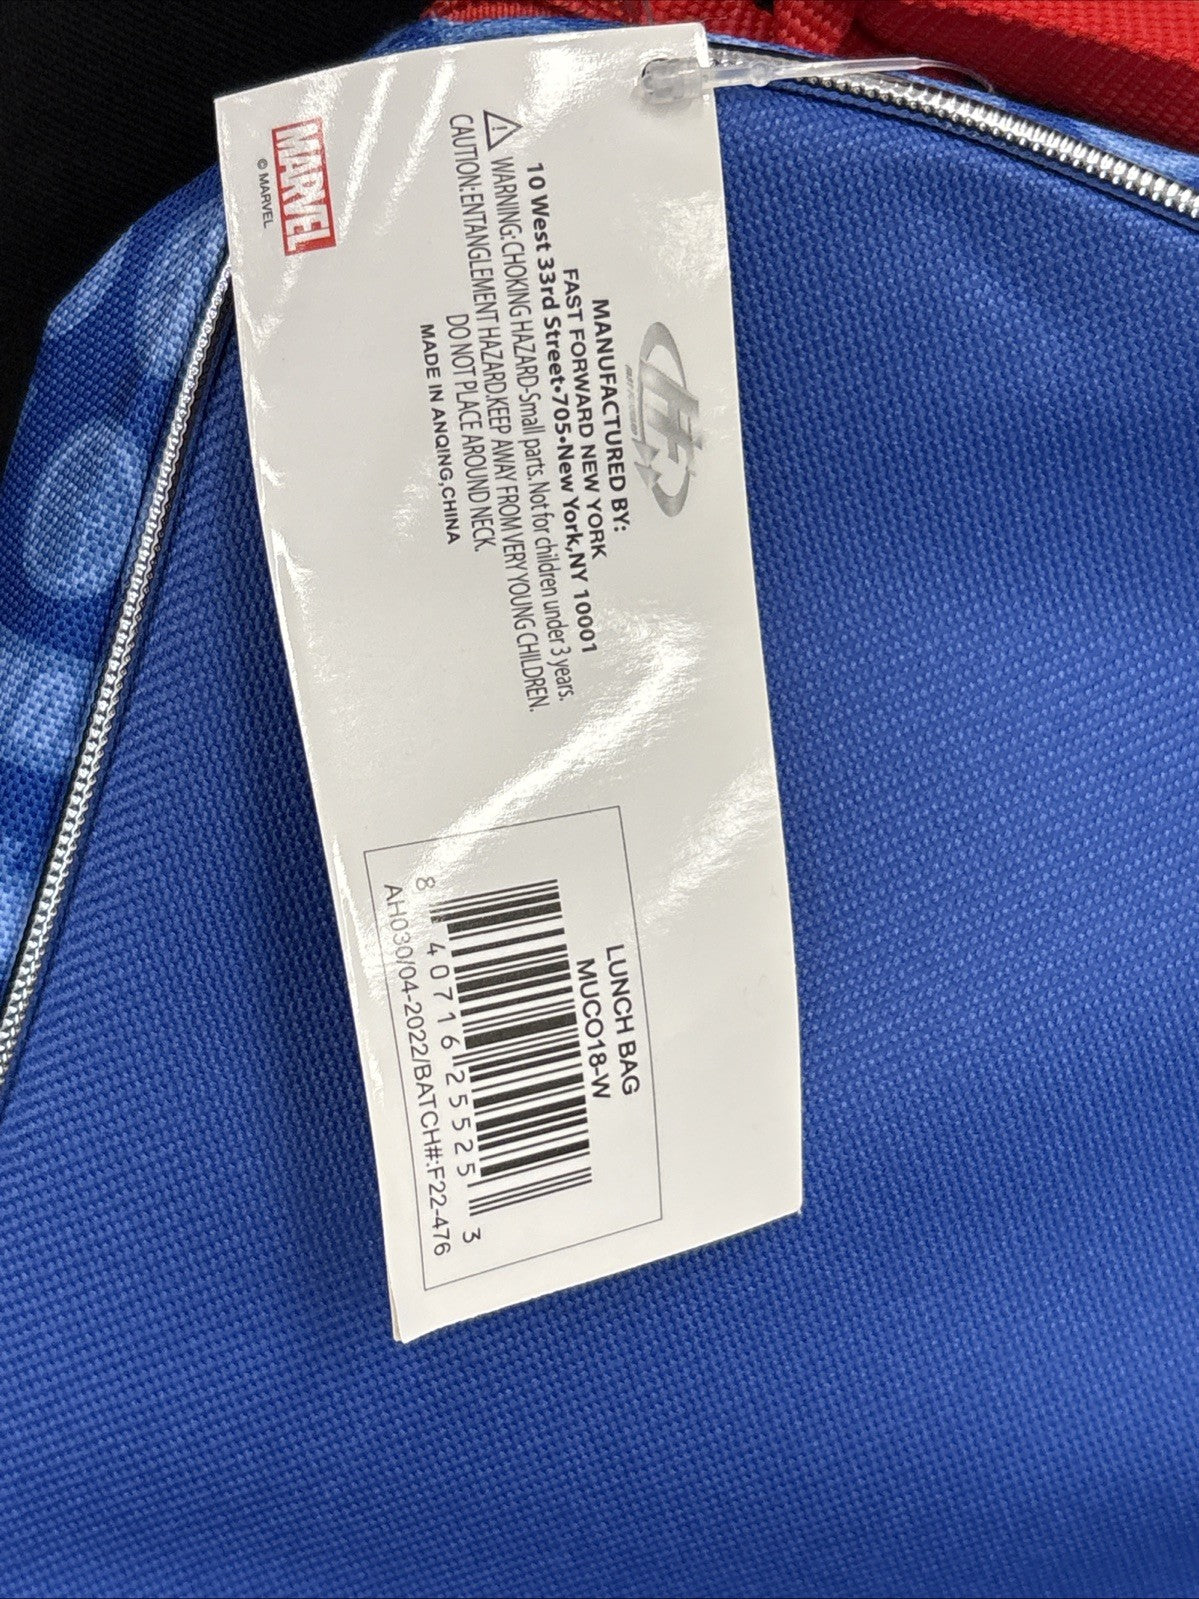 MANUFACTURED BY:
FAST FORWARD NEW YORK
10 West 33rd Street•705•New York,NY 10001
⚠ WARNING: CHOKING HAZARD-Small parts. Not for children under 3 years.
CAUTION: ENTANGLEMENT HAZARD.KEEP AWAY FROM VERY YOUNG CHILDREN.
DO NOT PLACE AROUND NECK.
MADE IN ANQING,CHINA
MARVEL
© MARVEL
LUNCH BAG
MUCO18-W
8 40716 25525 3
AH030/04-2022/BATCH#:F22-476